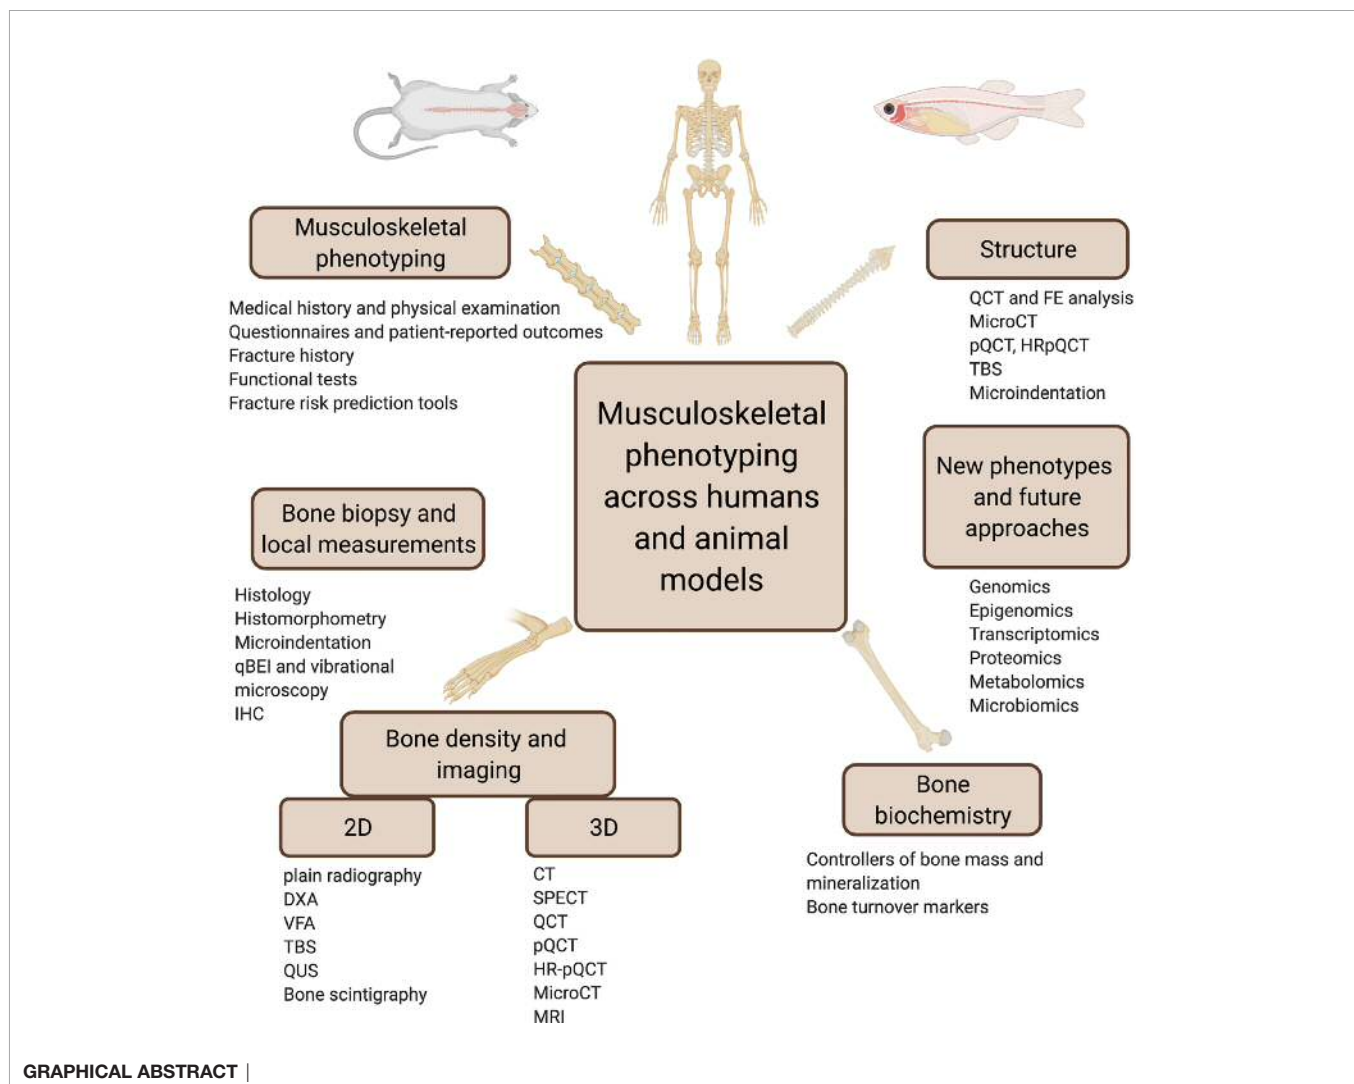 Musculoskeletal
phenotyping
Medical history and physical examination
Questionnaires and patient-reported outcomes
Fracture history
Functional tests
Fracture risk prediction tools
Structure
QCT and FE analysis
MicroCT
pQCT, HRpQCT
TBS
Microindentation
Musculoskeletal
phenotyping
across humans
and animal
models
New phenotypes
and future
approaches
Genomics
Epigenomics
Transcriptomics
Proteomics
Metabolomics
Microbiomics
Bone biopsy and
local measurements
Histology
Histomorphometry
Microindentation
qBEI and vibrational
microscopy
IHC
Bone density and
imaging
2D
plain radiography
DXA
VFA
TBS
QUS
Bone scintigraphy
3D
CT
SPECT
QCT
pQCT
HR-pQCT
MicroCT
MRI
Bone
biochemistry
Controllers of bone mass and
mineralization
Bone turnover markers
GRAPHICAL ABSTRACT |